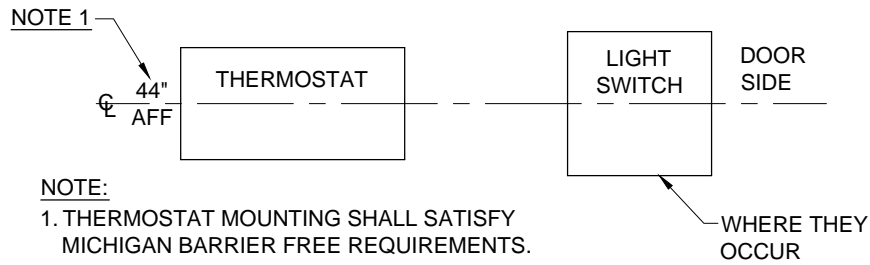 NOTE 1
℄ 44"
AFF
THERMOSTAT
LIGHT
SWITCH
DOOR
SIDE
NOTE:
1. THERMOSTAT MOUNTING SHALL SATISFY
MICHIGAN BARRIER FREE REQUIREMENTS.
WHERE THEY
OCCUR